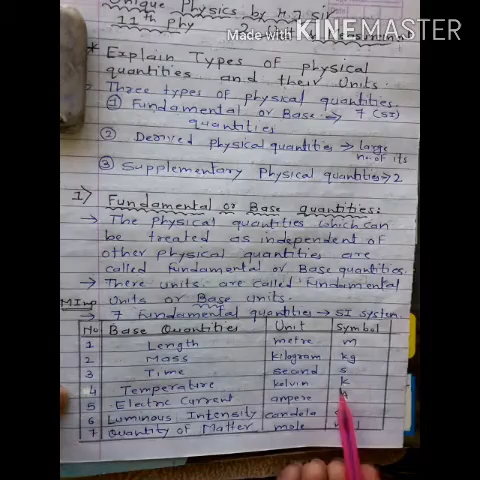 Unique Physics by H.J sir
11th phy 2. Units &
Made with KINEMASTER
* Explain Types of physical
quantities and their Units.
Three types of physical quantities.
① Fundamental or Base → 7 (SI)
quantities
② Derived physical quantities → large
no. of its
③ Supplementary Physical quantities → 2
1) Fundamental or Base quantities:
→ The physical quantities which can
be treated as independent of
other physical quantities are
called fundamental or Base quantities.
→ There units are called fundamental
units or Base units.
MImp
→ 7 fundamental quantities → SI system.
No Base Quantities Unit Symbol
1 Length metre m
2 Mass kilogram kg
3 Time seond s
4 Temperature kelvin k
5 Electric Current anpere
6 Luminous Intensity candela
7 Quantity of Matter mole